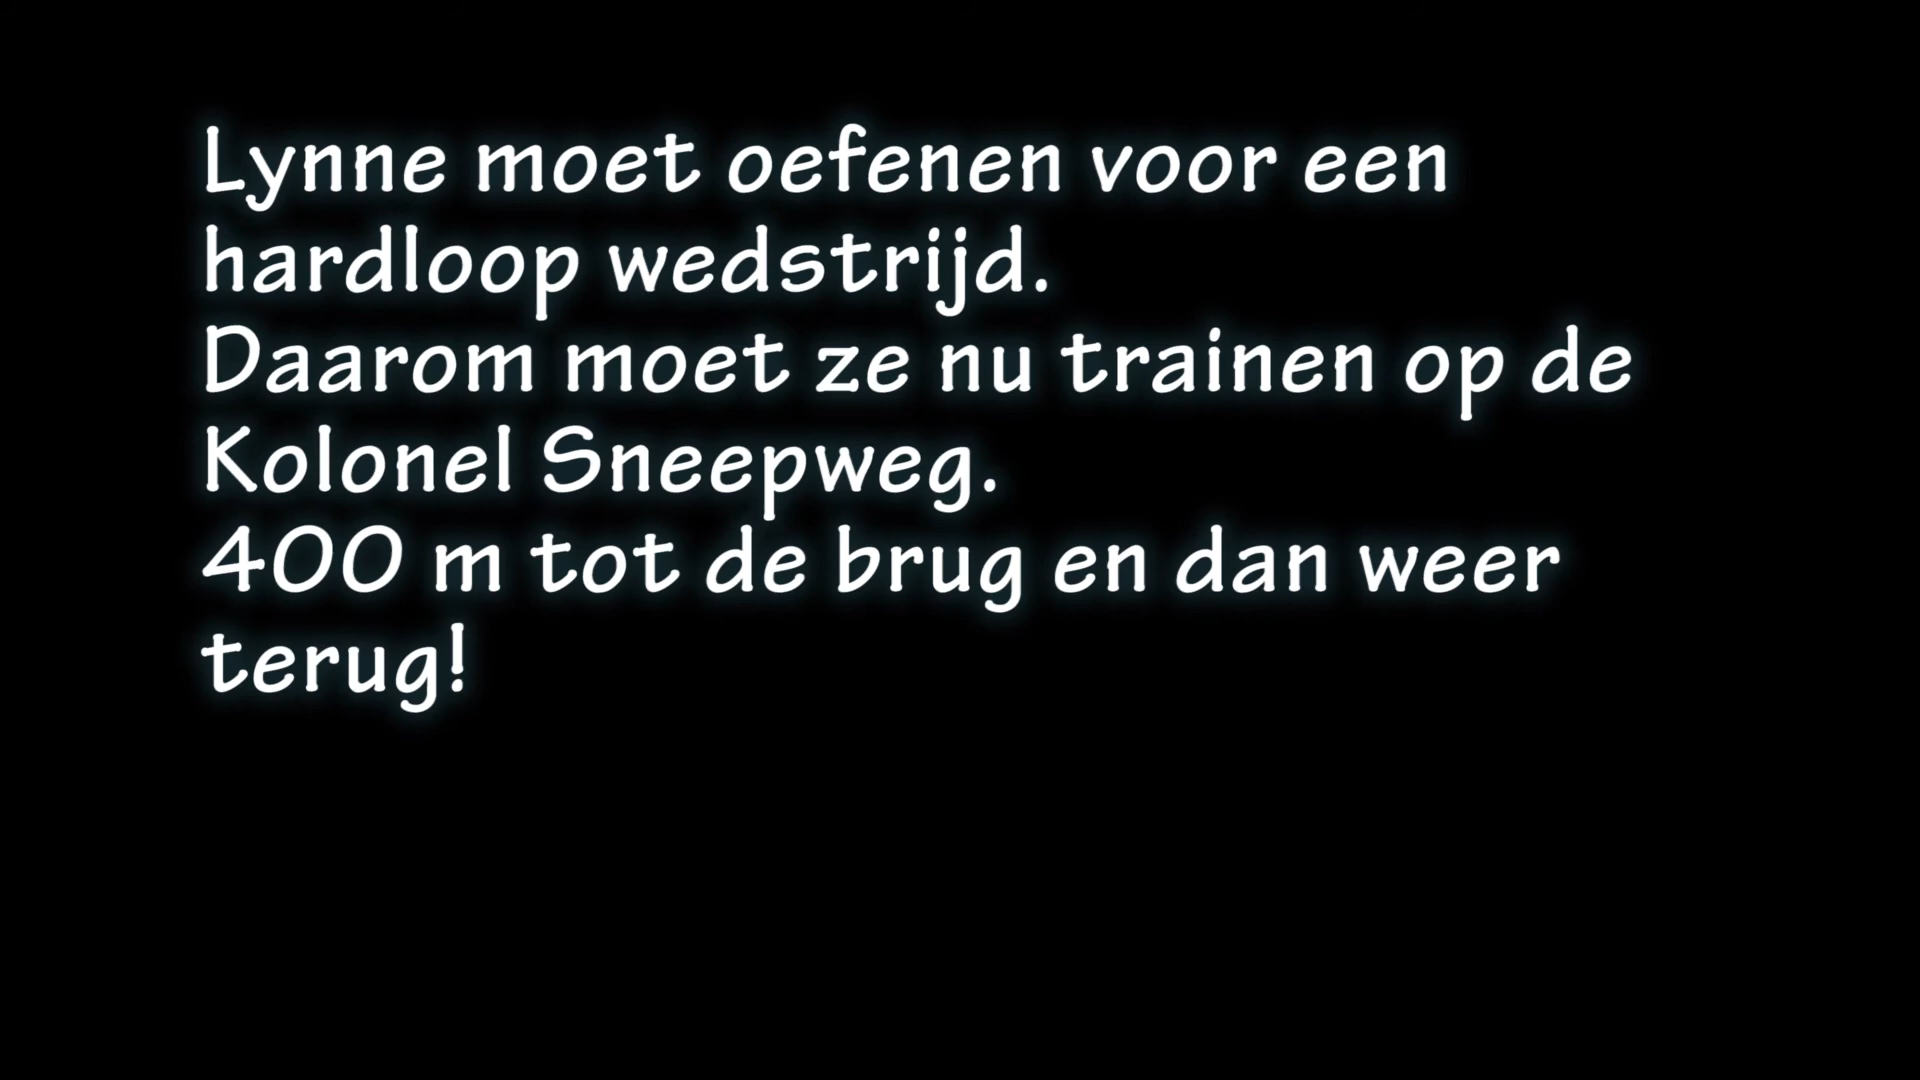 Lynne moet oefenen voor een
hardloop wedstrijd.
Daarom moet ze nu trainen op de
Kolonel Sneepweg.
400 m tot de brug en dan weer
terug!